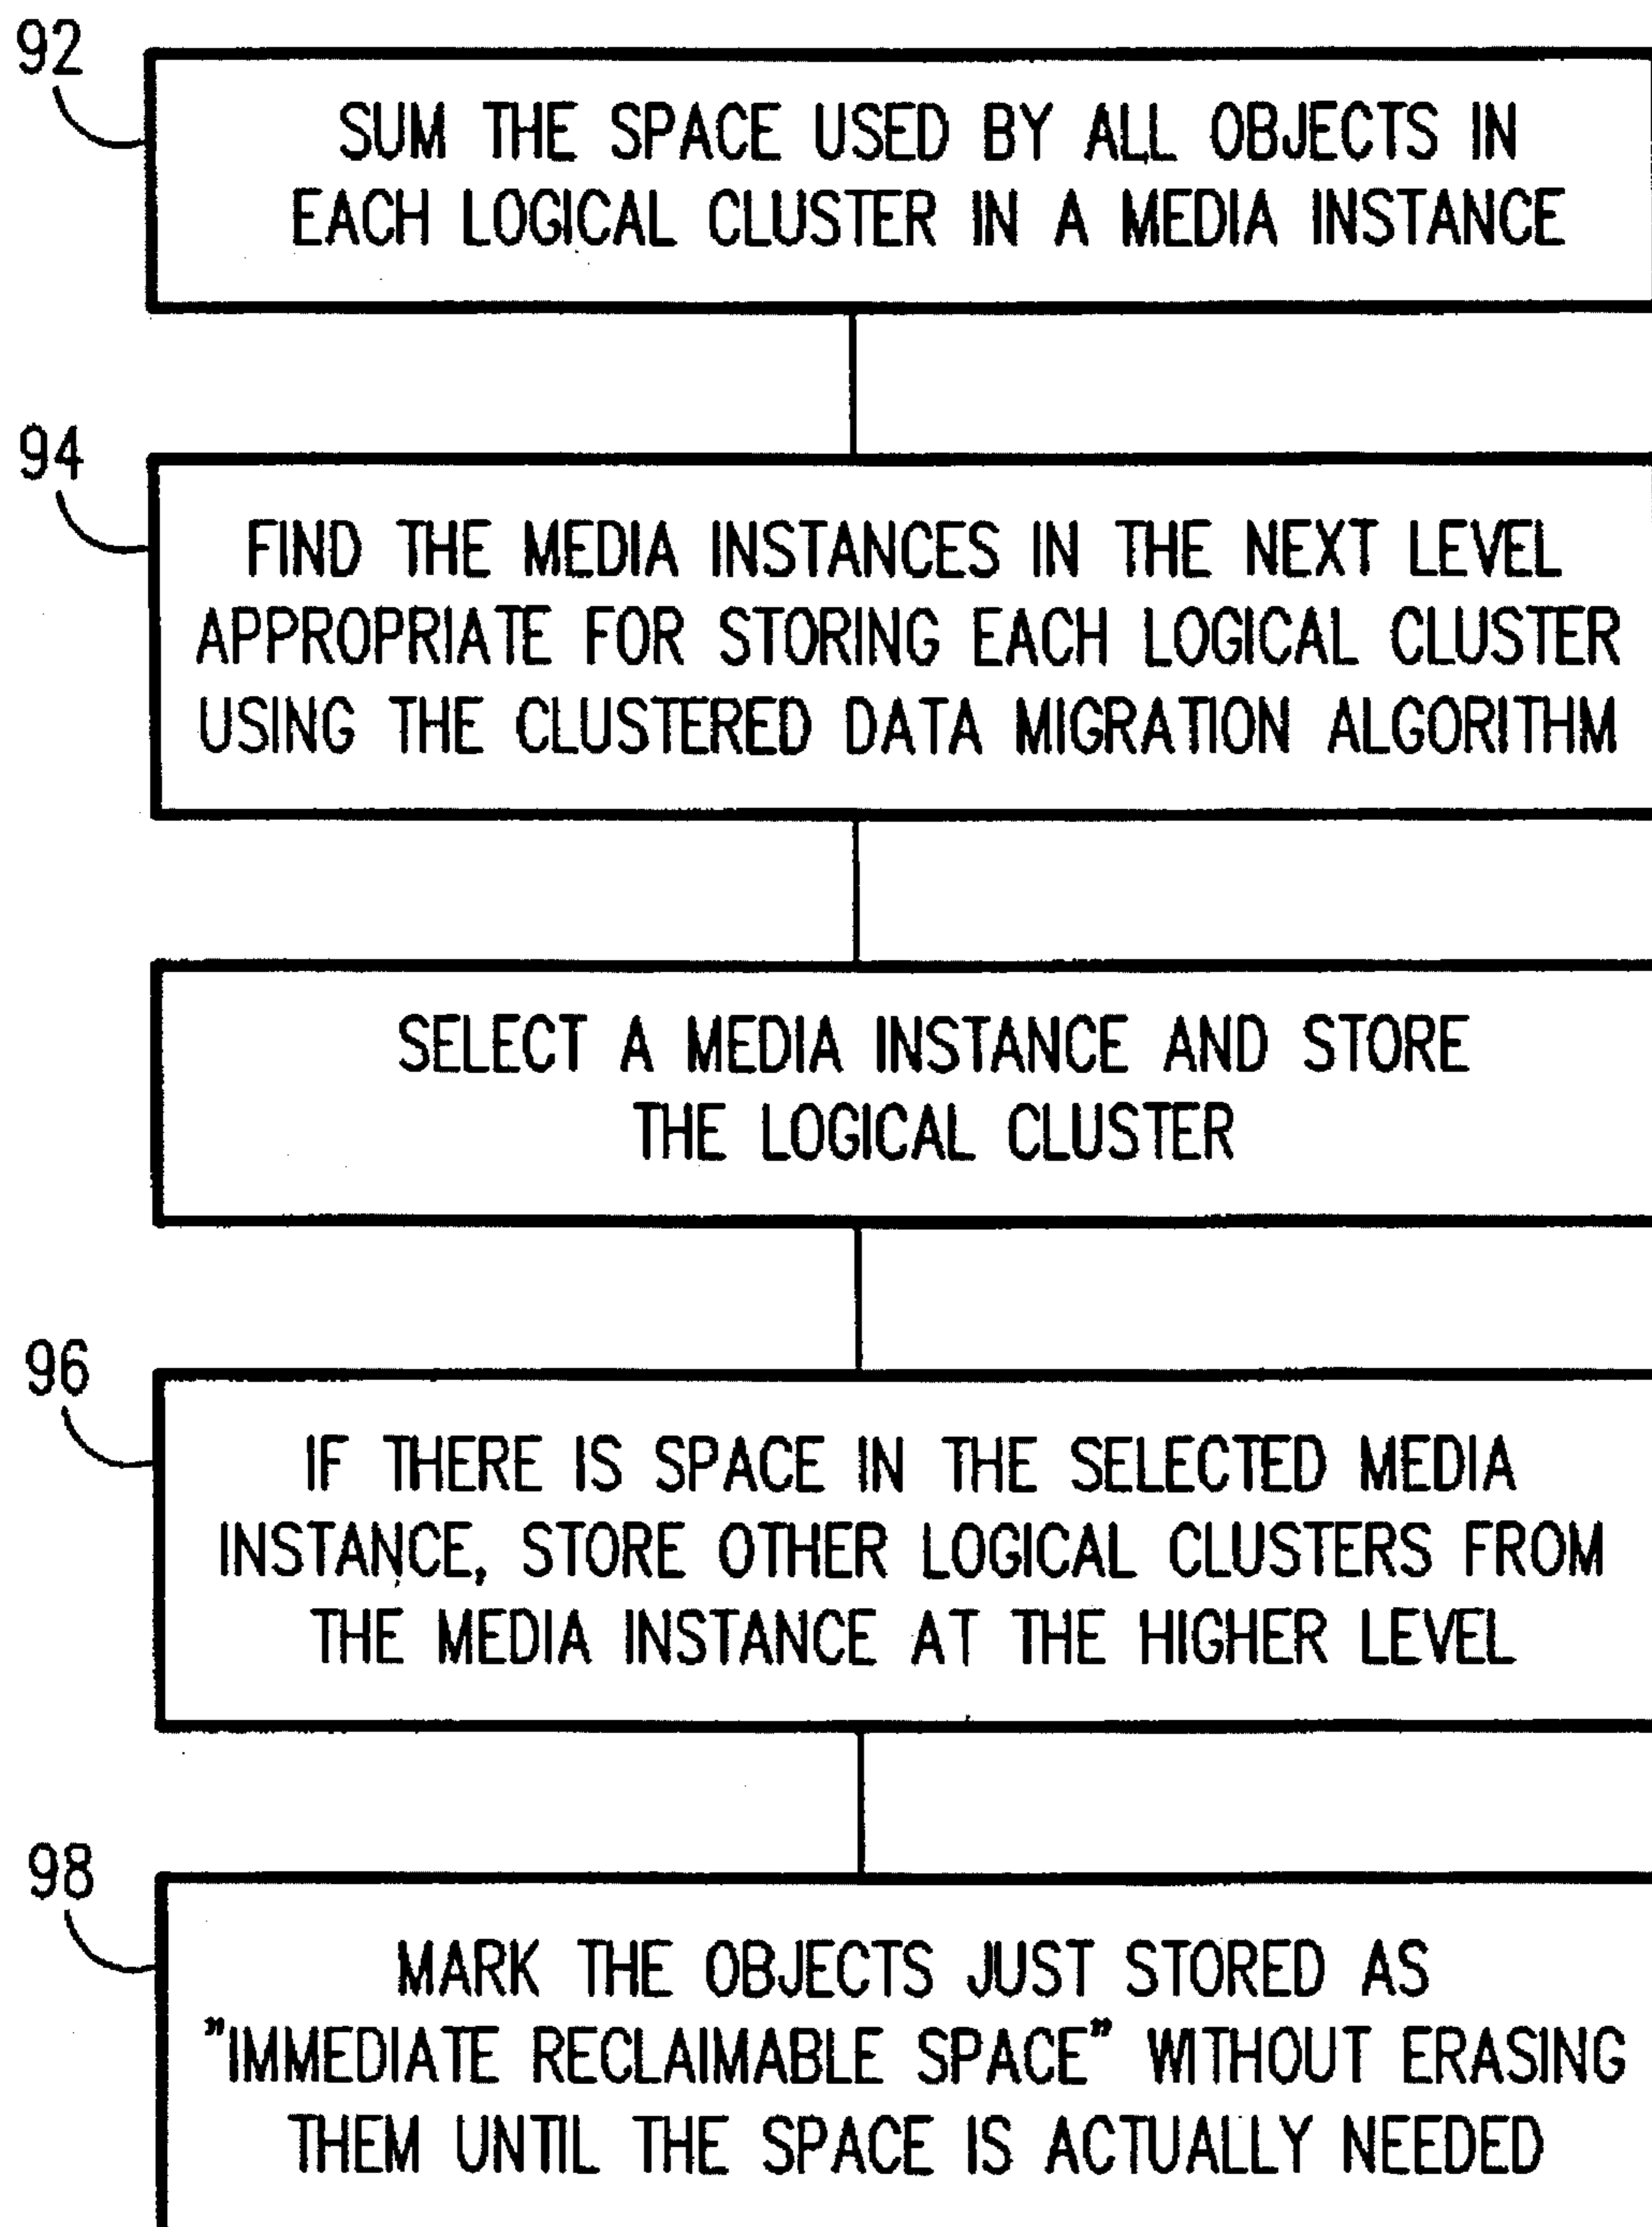 92
SUM THE SPACE USED BY ALL OBJECTS IN
EACH LOGICAL CLUSTER IN A MEDIA INSTANCE
94
FIND THE MEDIA INSTANCES IN THE NEXT LEVEL
APPROPRIATE FOR STORING EACH LOGICAL CLUSTER
USING THE CLUSTERED DATA MIGRATION ALGORITHM
SELECT A MEDIA INSTANCE AND STORE
THE LOGICAL CLUSTER
96
IF THERE IS SPACE IN THE SELECTED MEDIA
INSTANCE, STORE OTHER LOGICAL CLUSTERS FROM
THE MEDIA INSTANCE AT THE HIGHER LEVEL
98
MARK THE OBJECTS JUST STORED AS
"IMMEDIATE RECLAIMABLE SPACE" WITHOUT ERASING
THEM UNTIL THE SPACE IS ACTUALLY NEEDED